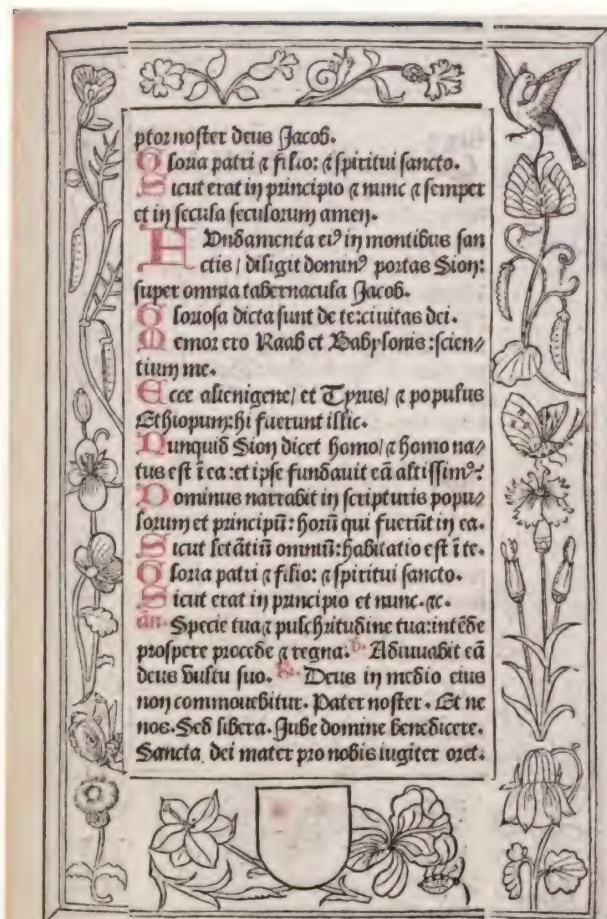 ptor noster deus Jacob.
Gloria patri ⁊ filio: ⁊ spiritui sancto.
Sicut erat in principio ⁊ nunc ⁊ semper
et in secula seculorum amen.
FUndamenta eiꝰ in montibus san
ctis / diligit dominꝰ portas Sion:
super omnia tabernacula Jacob.
Gloriosa dicta sunt de te: ciuitas dei.
Memor ero Raab et Babylonis: scien//
tium me.
Ecce alienigene / et Tyrus / ⁊ populus
Ethiopum: hi fuerunt illic.
Nunquid Sion dicet homo / ⁊ homo na//
tus est ī ea: et ipse fundauit eā altissimꝰ:
Dominus narrabit in scripturis popu//
lorum et principū: horū qui fuerūt in ea.
Sicut letātiū omniū: habitatio est ī te.
Gloria patri ⁊ filio: ⁊ spiritui sancto.
Sicut erat in principio et nunc. ⁊c.
añ. Specie tua ⁊ pulchritudine tua: intēde
prospere procede ⁊ regna. Adiuuabit eā
deus vultu suo. Deus in medio eius
non commouebitur. Pater noster. Et ne
nos. Sed libera. Jube domine benedicere.
Sancta dei mater pro nobis iugiter oret.